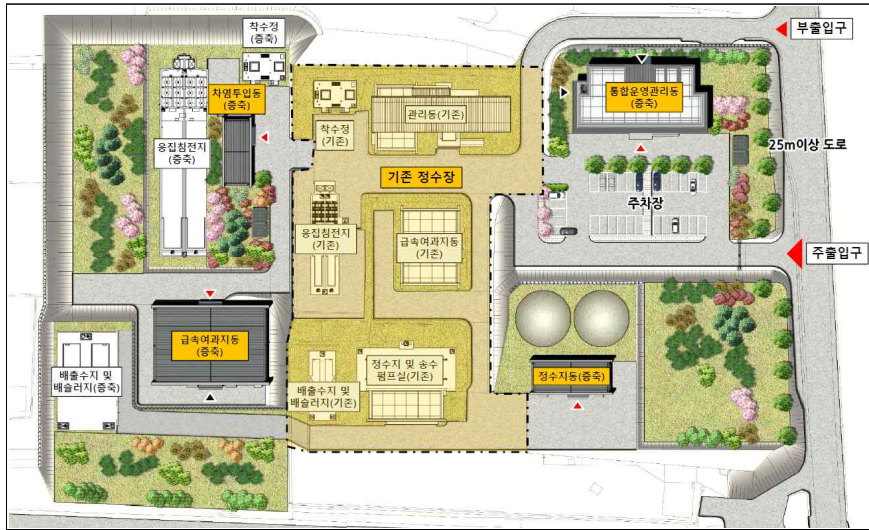 착수정
(증축)
부출입구
차염투입동
(증축)
통합운영관리동
(증축)
관리동(기존)
착수정
(기존)
응집침전지
(증축)
25m이상 도로
기존 정수장
주차장
응집침전지
(기존)
급속여과지동
(기존)
주출입구
급속여과지동
(증축)
배출수지 및
배슬러지(증축)
배출수지 및
배슬러지(기존)
정수지 및 송수
펌프실(기존)
정수지동(증축)